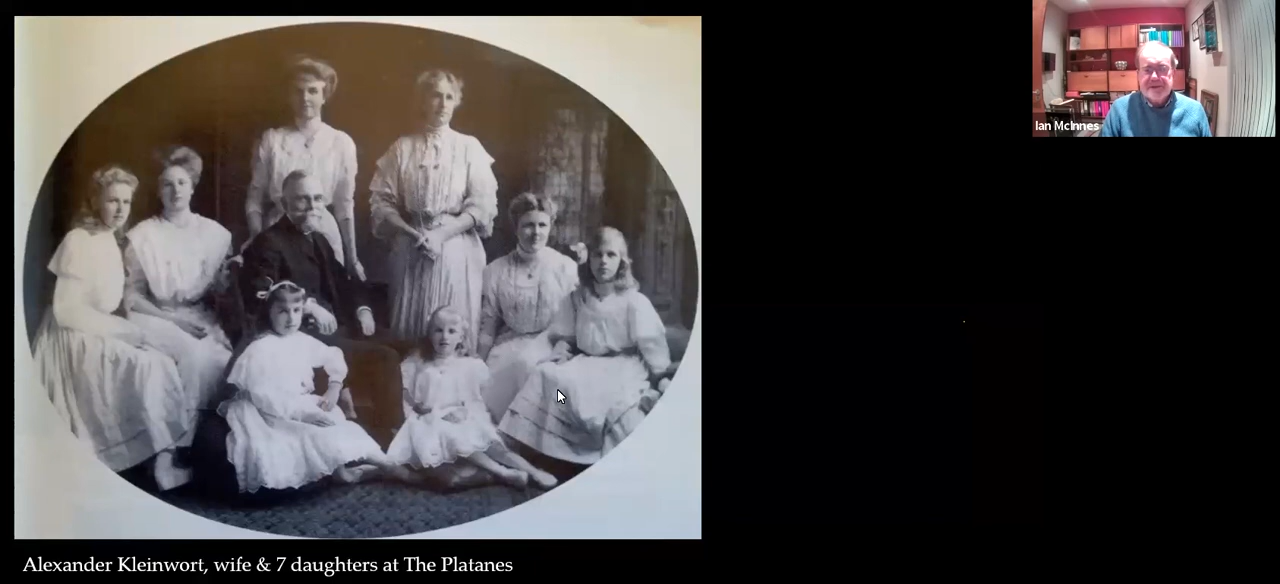 Ian McInnes
Alexander Kleinwort, wife & 7 daughters at The Platanes